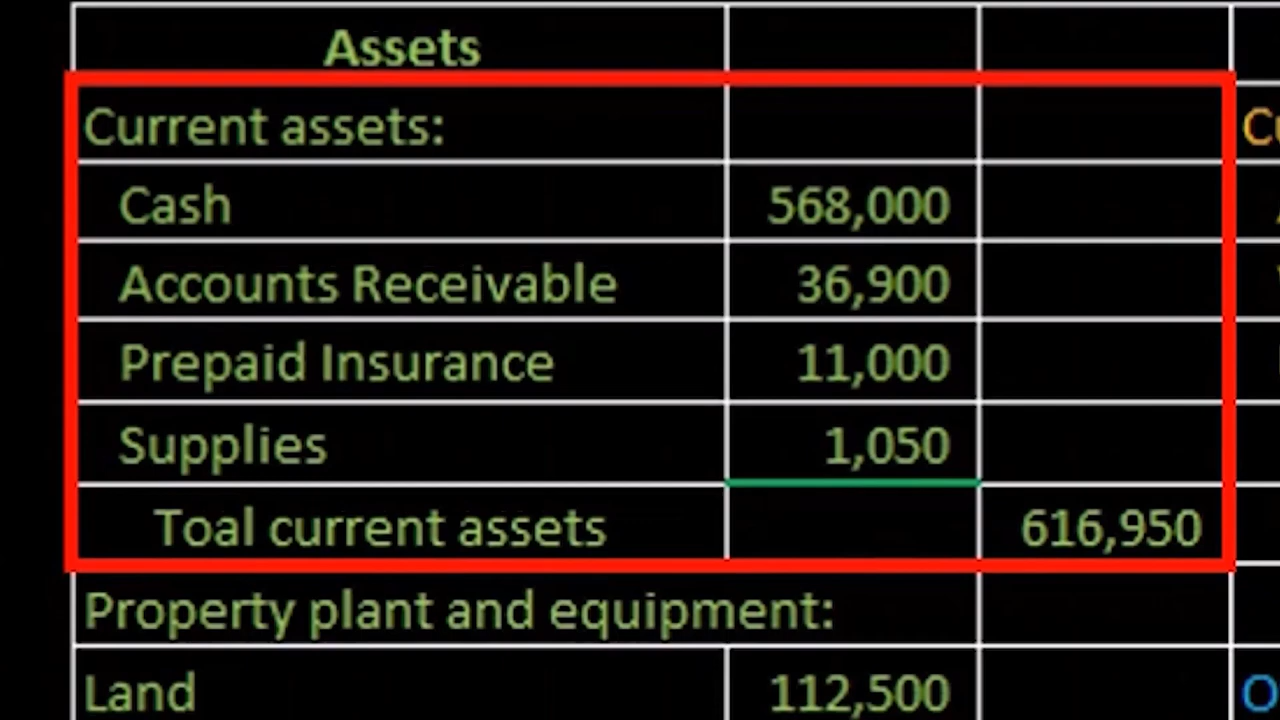 Assets
Current assets:
Cash 568,000
Accounts Receivable 36,900
Prepaid Insurance 11,000
Supplies 1,050
Toal current assets 616,950
Property plant and equipment:
Land 112,500